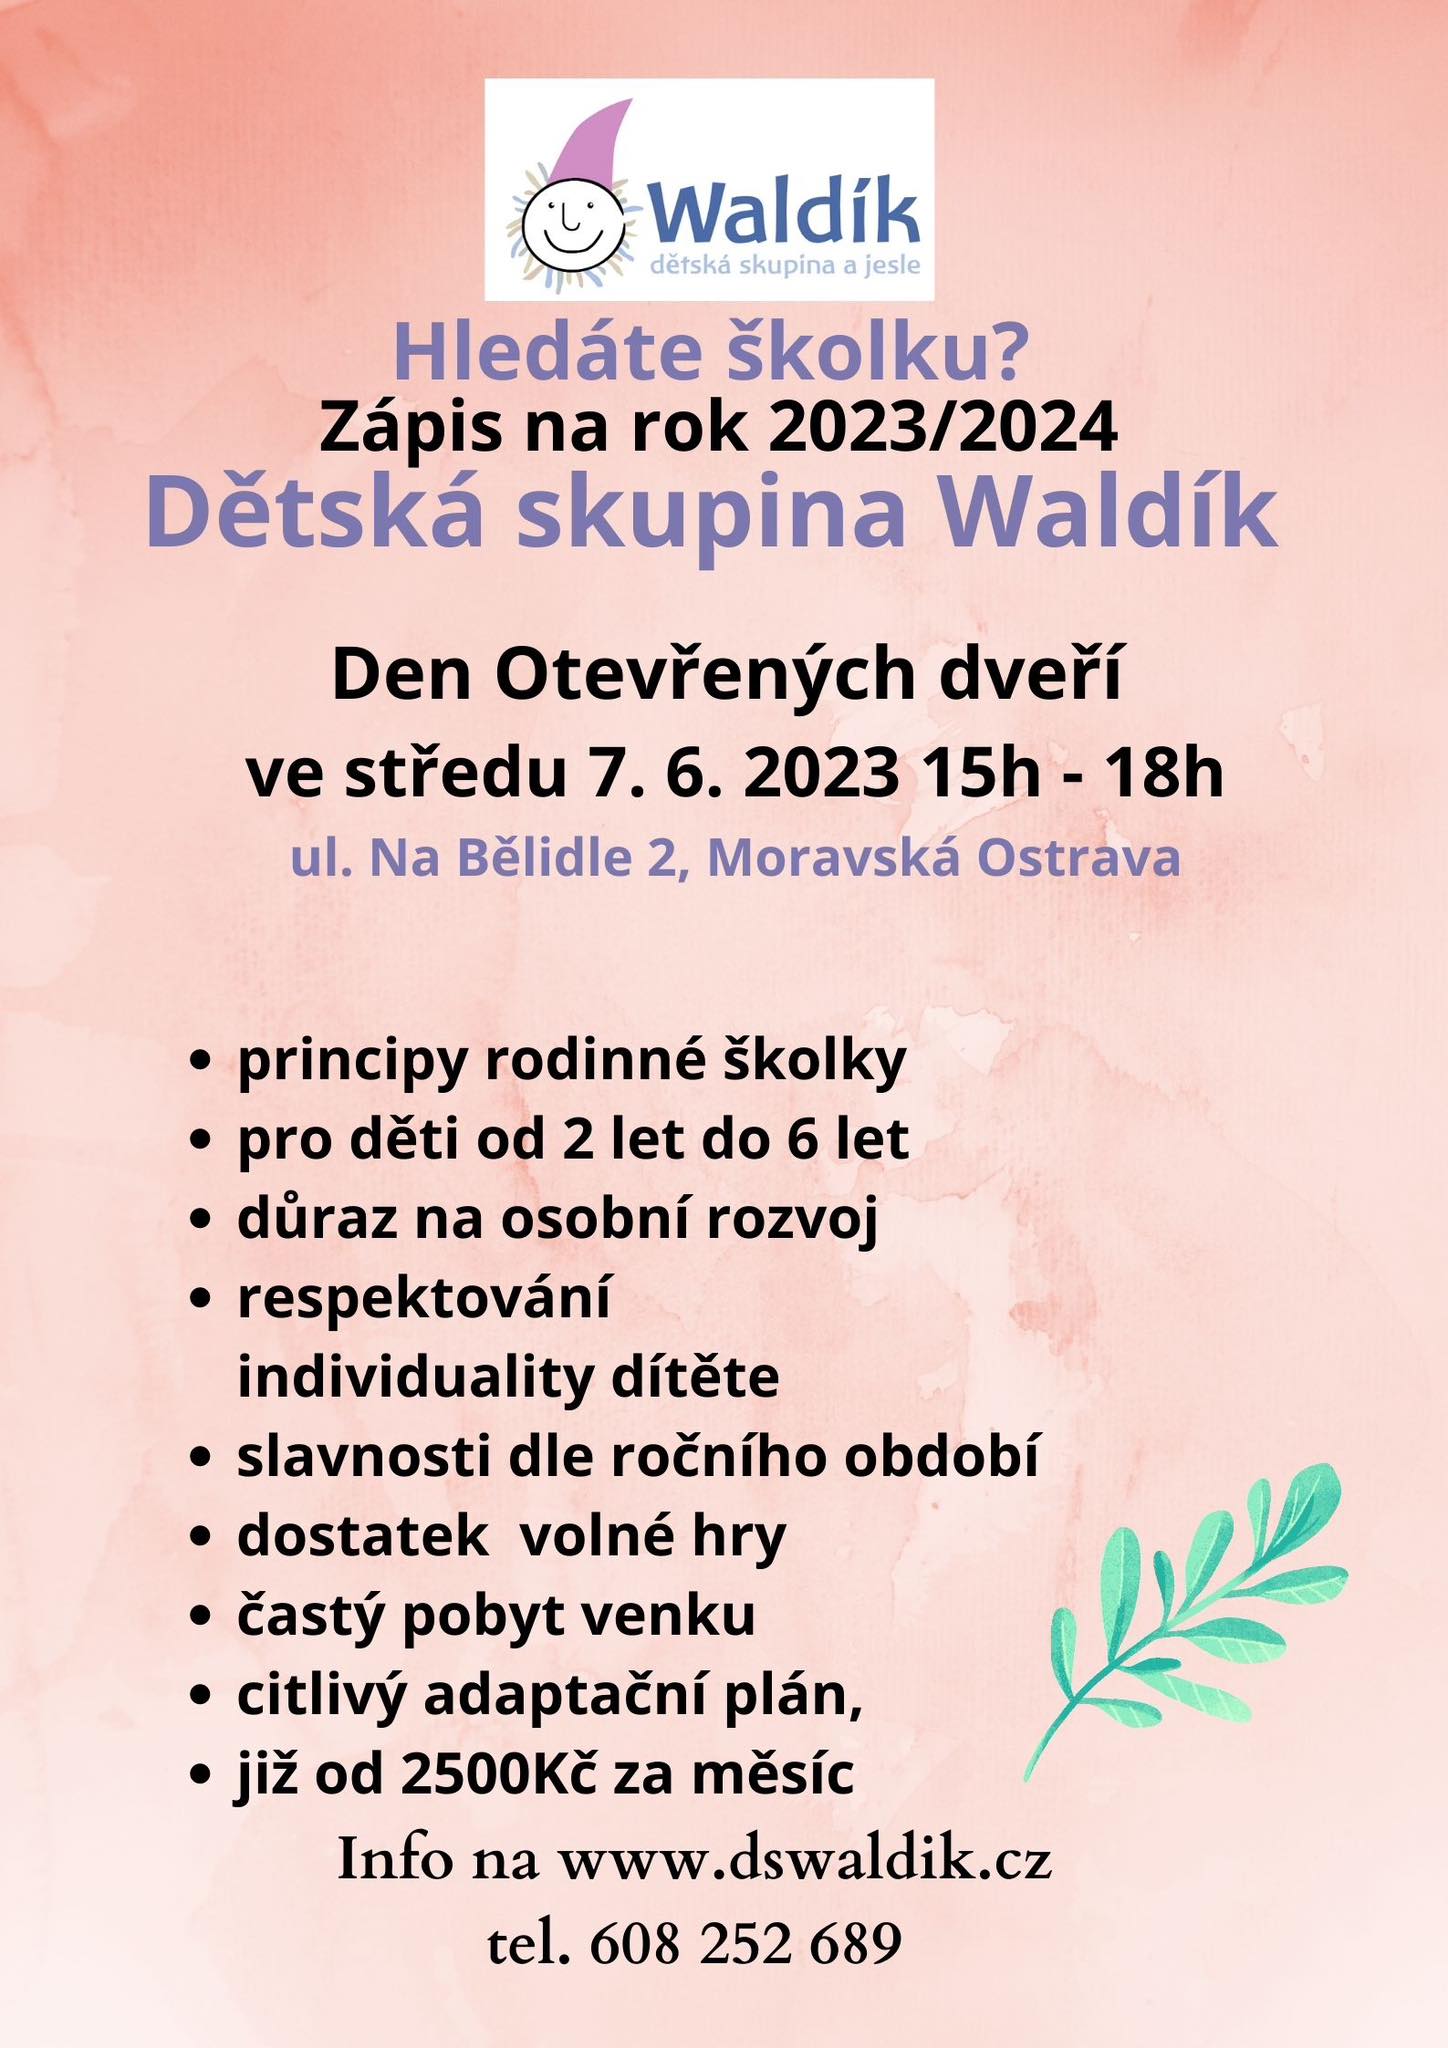 Waldík
dětská skupina a jesle
Hledáte školku?
Zápis na rok 2023/2024
Dětská skupina Waldík
Den Otevřených dveří
ve středu 7. 6. 2023 15h - 18h
ul. Na Bělidle 2, Moravská Ostrava
• principy rodinné školky
• pro děti od 2 let do 6 let
• důraz na osobní rozvoj
• respektování
individuality dítěte
• slavnosti dle ročního období
• dostatek  volné hry
• častý pobyt venku
• citlivý adaptační plán,
• již od 2500Kč za měsíc
Info na www.dswaldik.cz
tel. 608 252 689